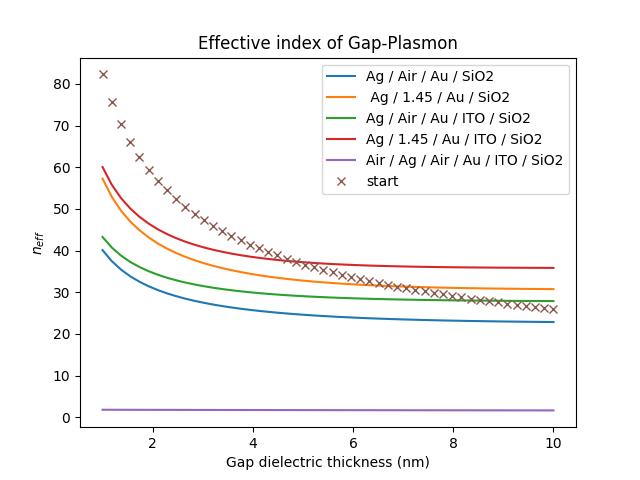 Effective index of Gap-Plasmon
Ag / Air / Au / SiO2
Ag / 1.45 / Au / SiO2
Ag / Air / Au / ITO / SiO2
Ag / 1.45 / Au / ITO / SiO2
Air / Ag / Air / Au / ITO / SiO2
start
n_eff
80
70
60
50
40
30
20
10
0
2 4 6 8 10
Gap dielectric thickness (nm)